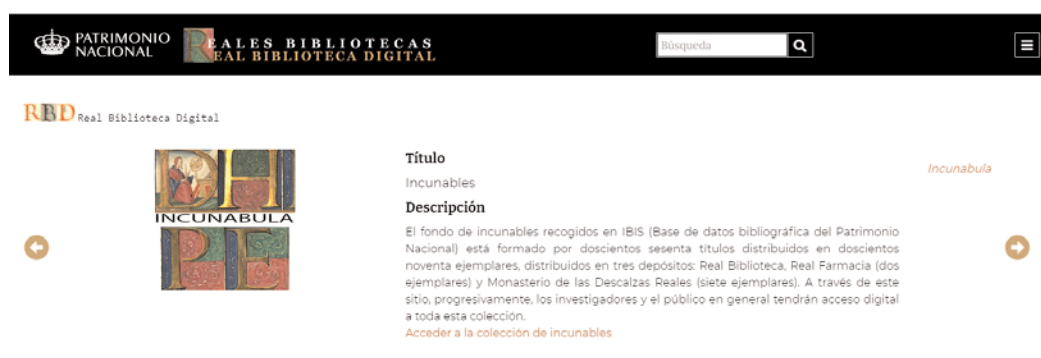 PATRIMONIO
NACIONAL
REALES BIBLIOTECAS
REAL BIBLIOTECA DIGITAL
Búsqueda
RBD Real Biblioteca Digital
INCUNABULA
Título
Incunables
Descripción
El fondo de incunables recogidos en IBIS (Base de datos bibliográfica del Patrimonio
Nacional) está formado por doscientos sesenta títulos distribuidos en doscientos
noventa ejemplares, distribuidos en tres depósitos: Real Biblioteca, Real Farmacia (dos
ejemplares) y Monasterio de las Descalzas Reales (siete ejemplares). A través de este
sitio, progresivamente, los investigadores y el público en general tendrán acceso digital
a toda esta colección.
Acceder a la colección de incunables
Incunabula